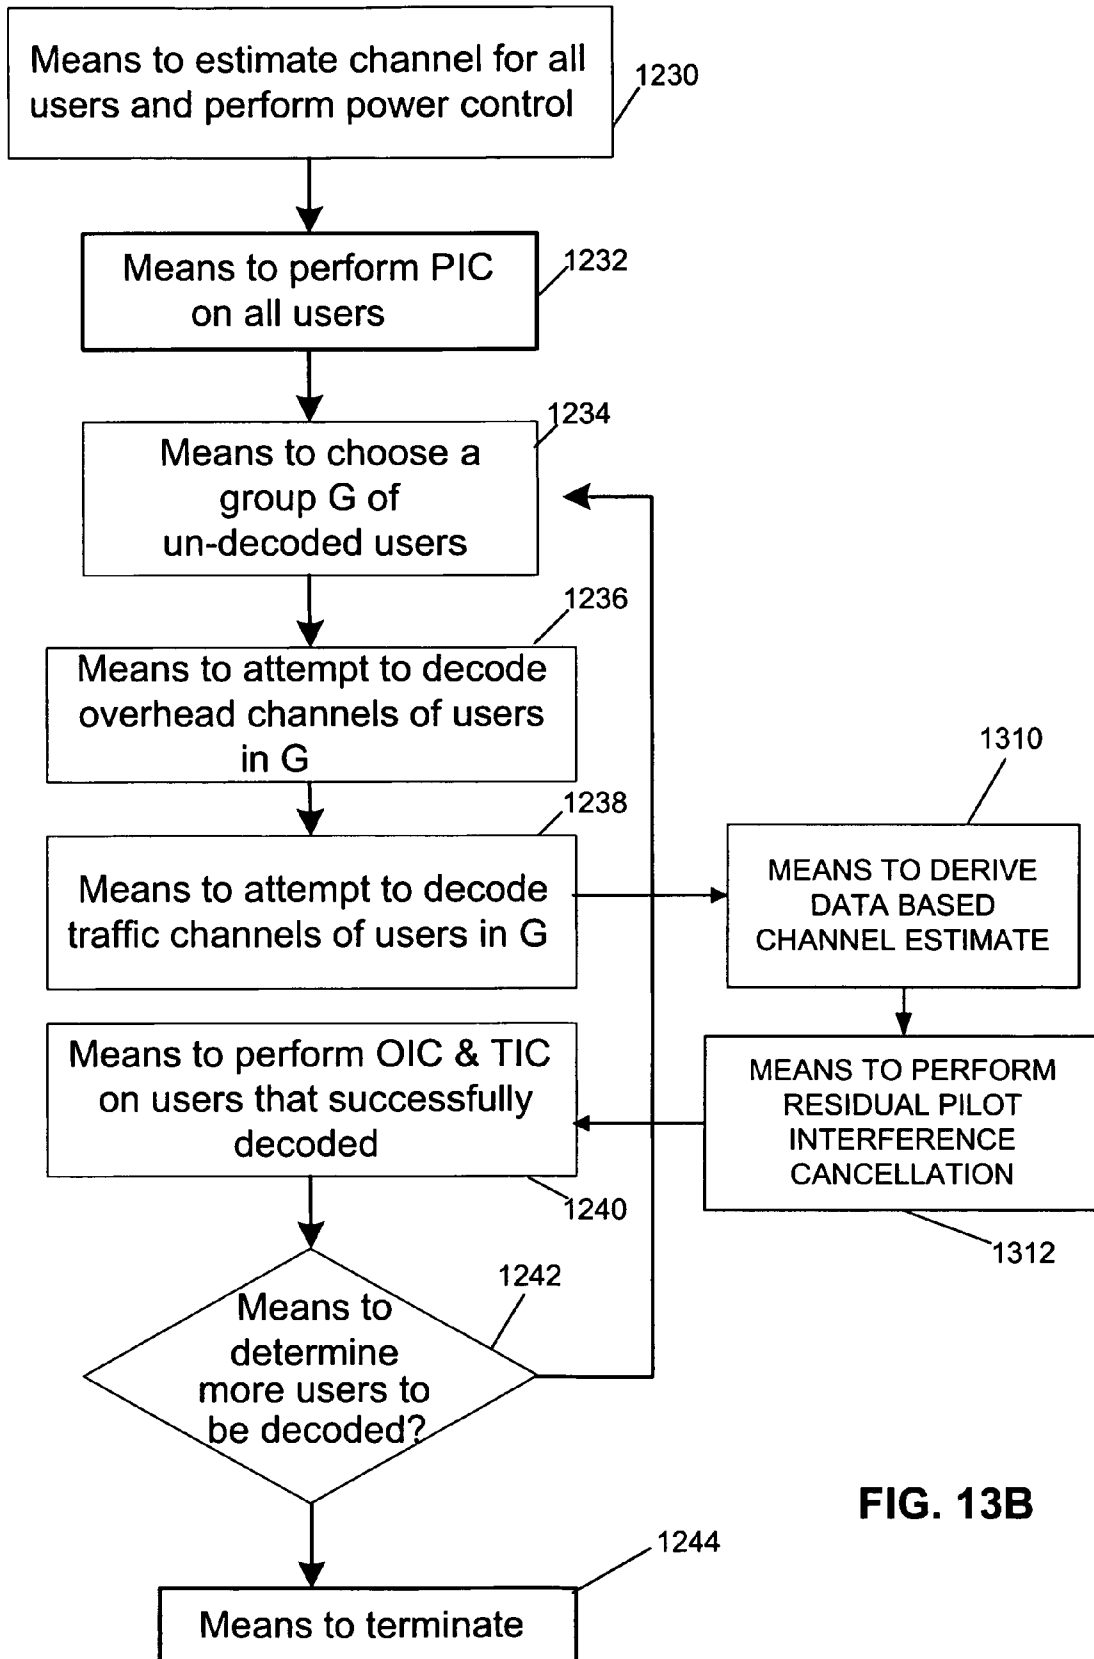 Means to estimate channel for all
users and perform power control
1230
Means to perform PIC
on all users
1232
1234
Means to choose a
group G of
un-decoded users
1236
Means to attempt to decode
overhead channels of users
in G
1238
Means to attempt to decode
traffic channels of users in G
1310
MEANS TO DERIVE
DATA BASED
CHANNEL ESTIMATE
MEANS TO PERFORM
RESIDUAL PILOT
INTERFERENCE
CANCELLATION
1312
Means to perform OIC & TIC
on users that successfully
decoded
1240
1242
Means to
determine
more users to
be decoded?
FIG. 13B
1244
Means to terminate